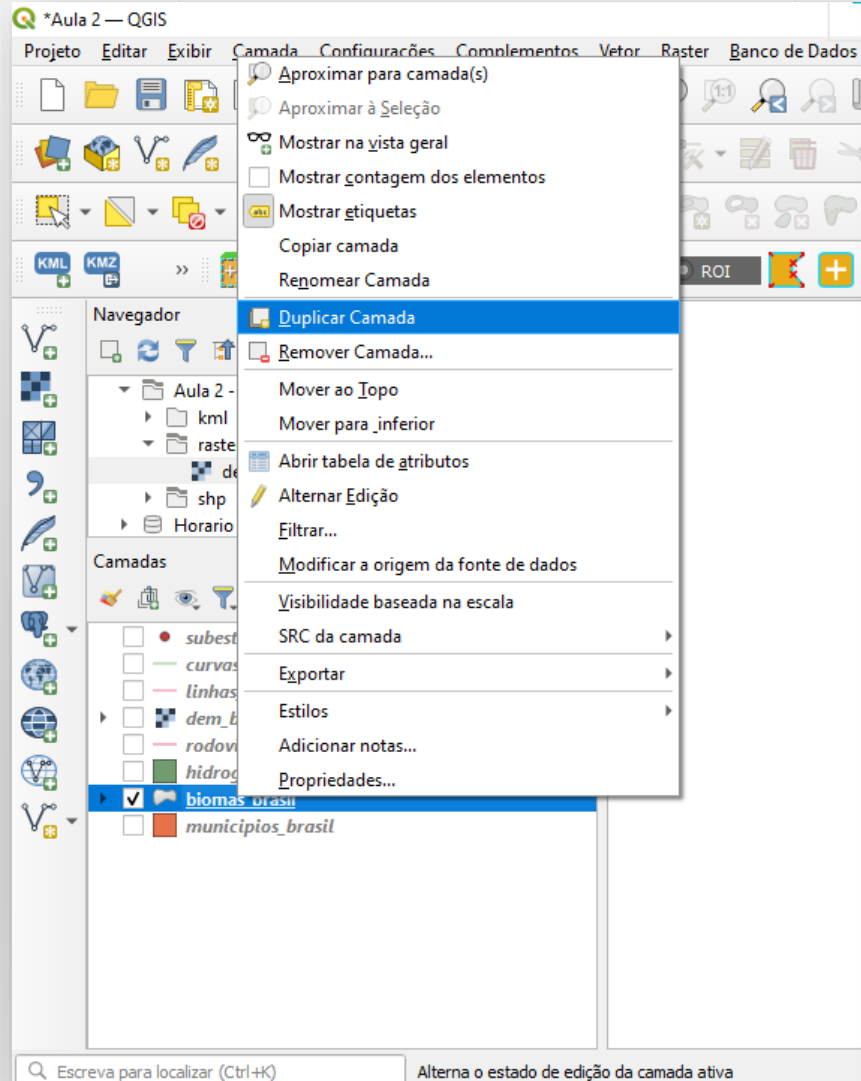 *Aula 2 — QGIS
Projeto Editar Exibir Camada Configurações Complementos Vetor Raster Banco de Dados
Aproximar para camada(s)
Aproximar à Seleção
Mostrar na vista geral
Mostrar contagem dos elementos
abc Mostrar etiquetas
Copiar camada
Renomear Camada
Duplicar Camada
Remover Camada...
Mover ao Topo
Mover para _inferior
Abrir tabela de atributos
Alternar Edição
Filtrar...
Modificar a origem da fonte de dados
Visibilidade baseada na escala
SRC da camada
Exportar
Estilos
Adicionar notas...
Propriedades...
1:1
KML KMZ » ROI
Navegador
Aula 2 -
kml
raste
de
shp
Horario
Camadas
subest
curvas
linhas
dem_b
rodovi
hidrog
biomas_brasil
municipios_brasil
Escreva para localizar (Ctrl+K) Alterna o estado de edição da camada ativa